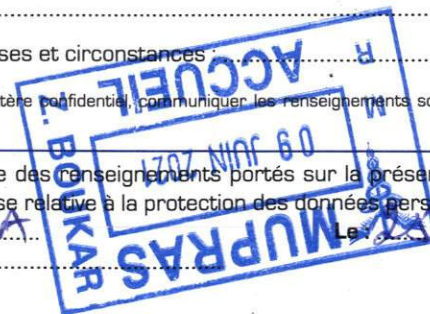 ses et circonstances :
tère confidentiel, communiquer les renseignements so
e des renseignements portés sur la présen
se relative à la protection des données pers
A Le :
MUPRAS
09 JUIN 2021
ACCUEIL
Z. BOUKAR
R M